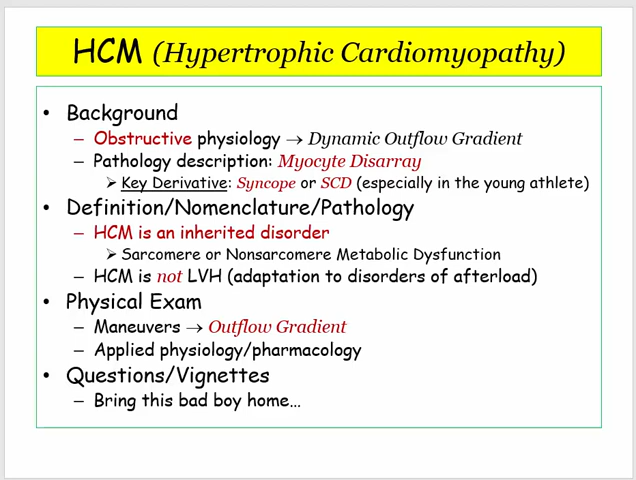 HCM (Hypertrophic Cardiomyopathy)
• Background
– Obstructive physiology → Dynamic Outflow Gradient
– Pathology description: Myocyte Disarray
➢ Key Derivative: Syncope or SCD (especially in the young athlete)
• Definition/Nomenclature/Pathology
– HCM is an inherited disorder
➢ Sarcomere or Nonsarcomere Metabolic Dysfunction
– HCM is not LVH (adaptation to disorders of afterload)
• Physical Exam
– Maneuvers → Outflow Gradient
– Applied physiology/pharmacology
• Questions/Vignettes
– Bring this bad boy home…